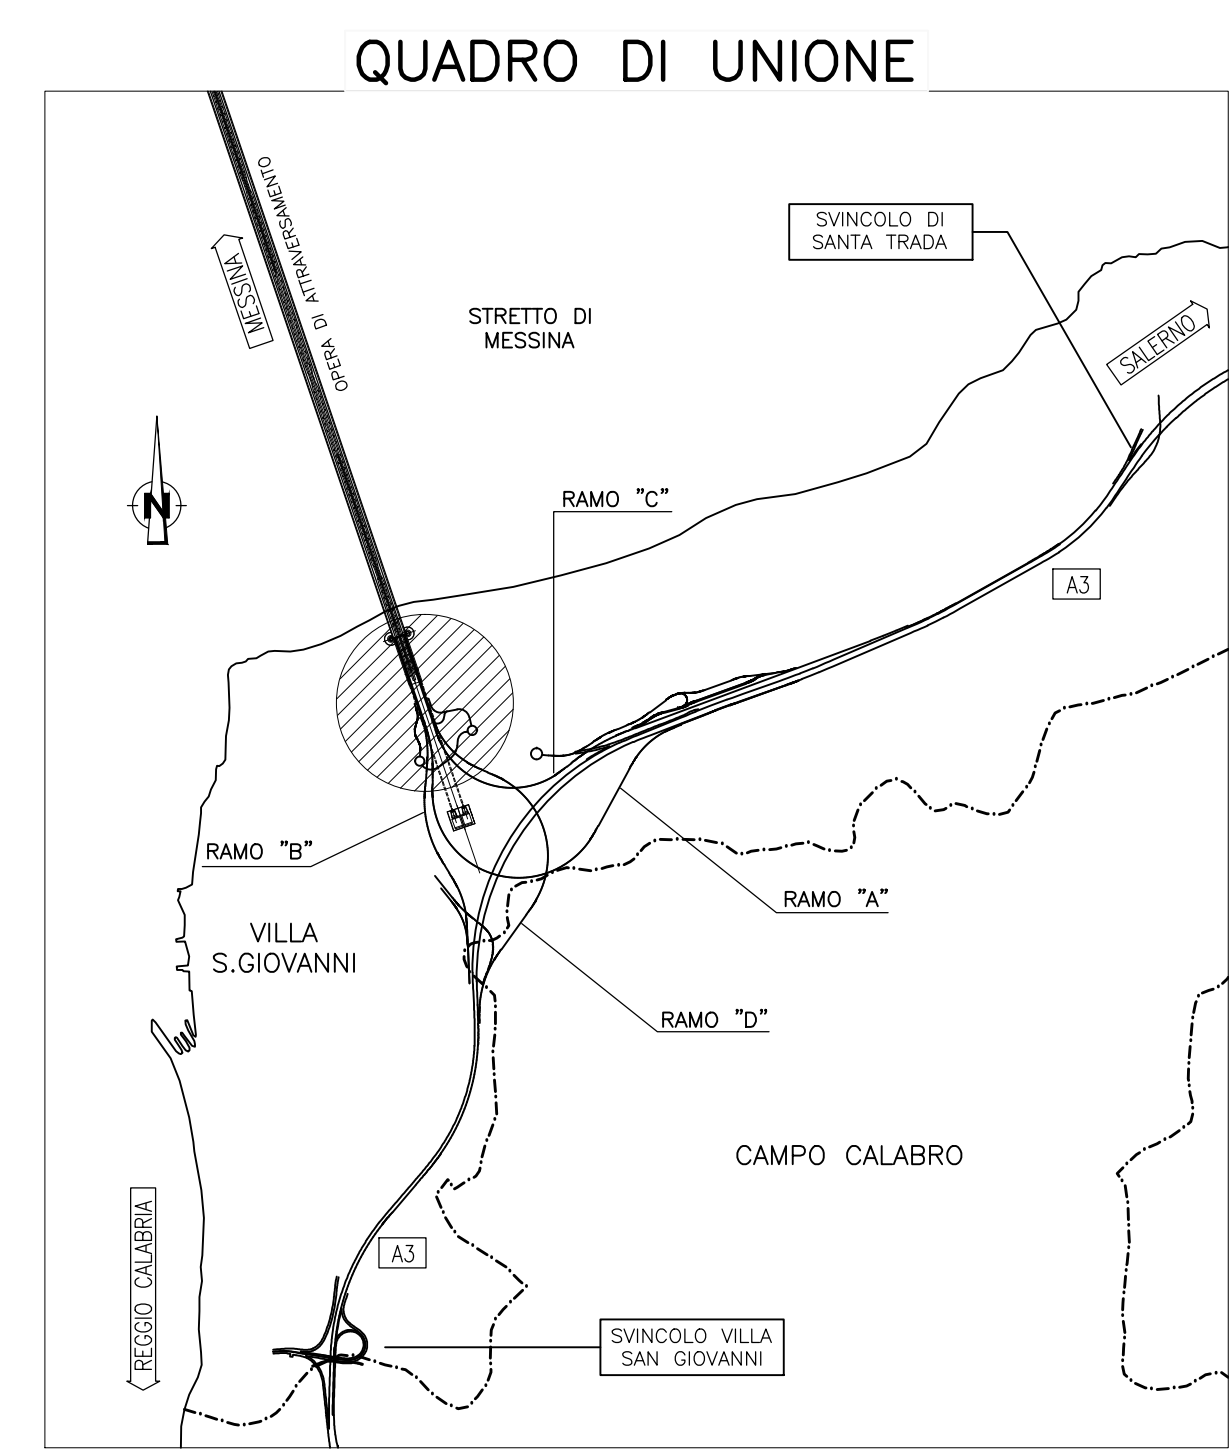 QUADRO DI UNIONE
OPERA DI ATTRAVERSAMENTO
MESSINA
SVINCOLO DI
SANTA TRADA
STRETTO DI
MESSINA
SALERNO
N
RAMO "C"
A3
RAMO "B"
RAMO "A"
VILLA
S.GIOVANNI
RAMO "D"
CAMPO CALABRO
REGGIO CALABRIA
A3
SVINCOLO VILLA
SAN GIOVANNI